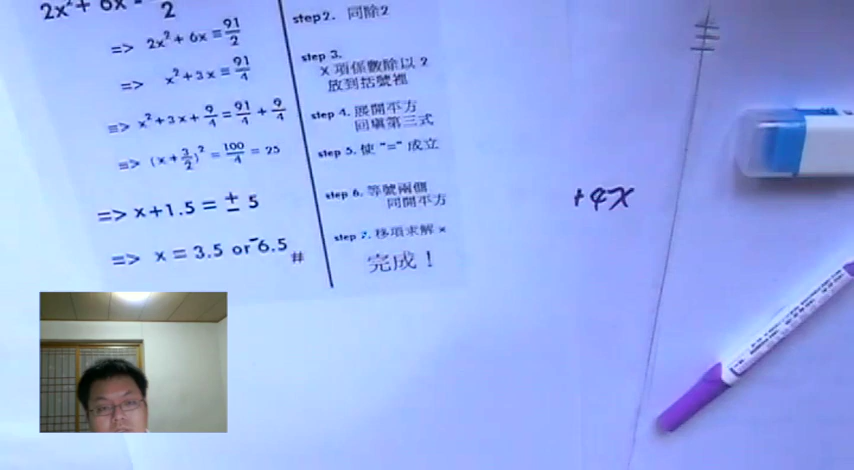 2x² + 6x = 91/2
=> 2x² + 6x = 91/2
=> x² + 3x = 91/4
=> x² + 3x + 9/4 = 91/4 + 9/4
=> (x + 3/2)² = 100/4 = 25
=> x + 1.5 = ± 5
=> x = 3.5 or -6.5 #
step2. 同除2
step 3.
x 項係數除以 2
放到括號裡
step 4. 展開平方
回填第三式
step 5. 使 "=" 成立
step 6. 等號兩側
同開平方
step 7. 移項求解 x
完成！
+4x